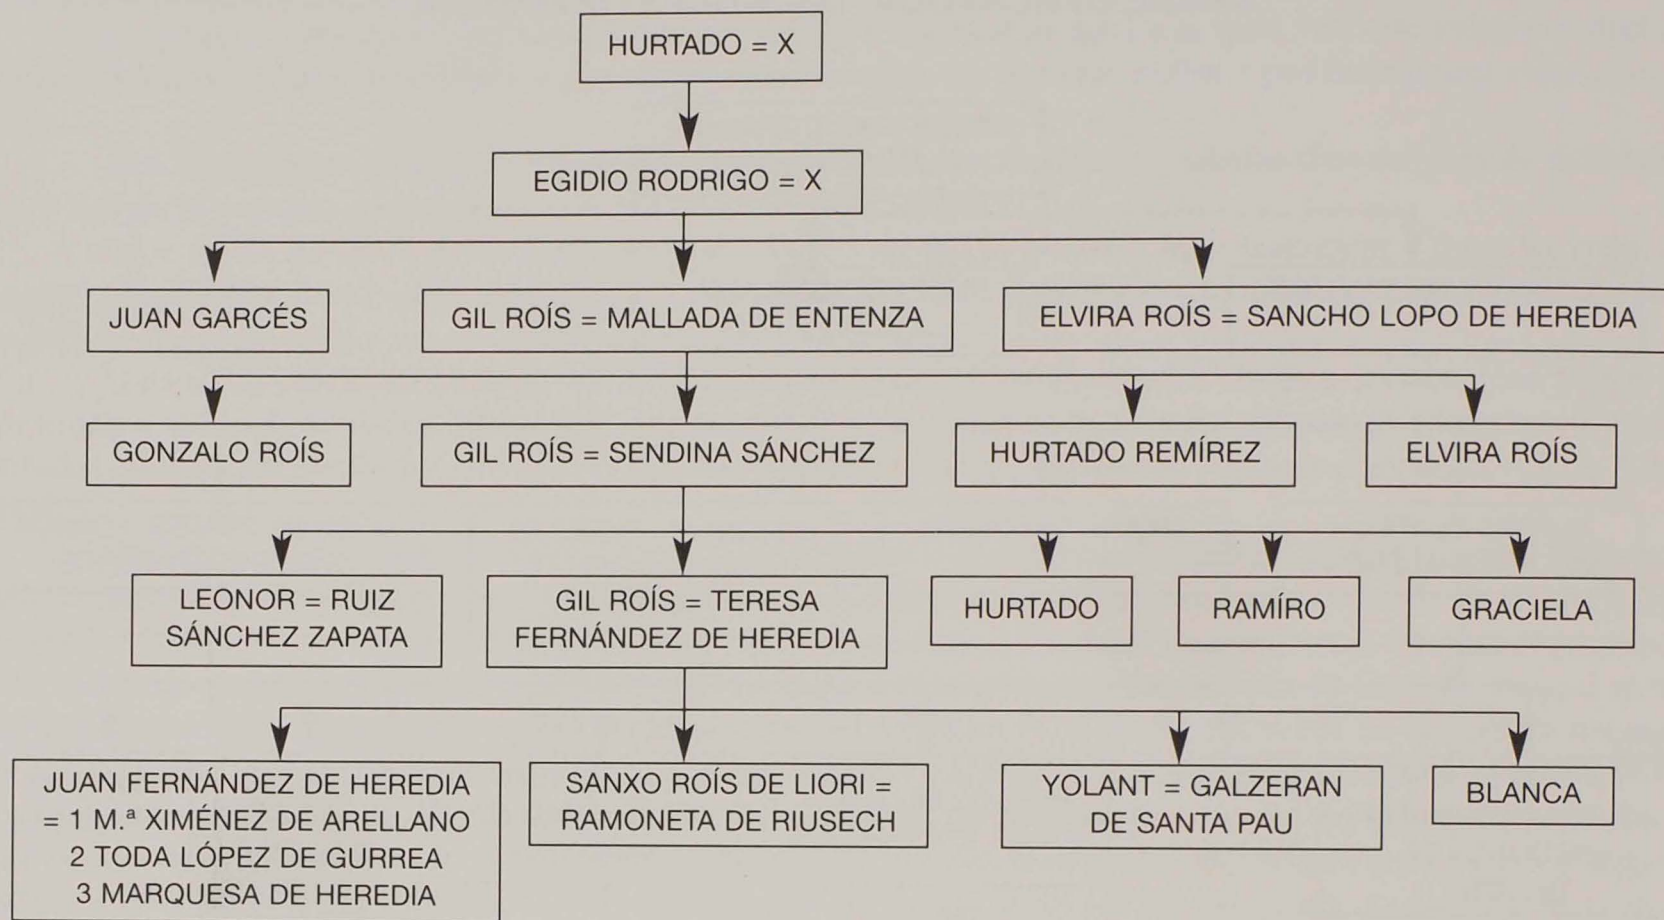 HURTADO = X
EGIDIO RODRIGO = X
JUAN GARCÉS
GIL ROÍS = MALLADA DE ENTENZA
ELVIRA ROÍS = SANCHO LOPO DE HEREDIA
GONZALO ROÍS
GIL ROÍS = SENDINA SÁNCHEZ
HURTADO REMÍREZ
ELVIRA ROÍS
LEONOR = RUIZ
SÁNCHEZ ZAPATA
GIL ROÍS = TERESA
FERNÁNDEZ DE HEREDIA
HURTADO
RAMÍRO
GRACIELA
JUAN FERNÁNDEZ DE HEREDIA
= 1 M.ª XIMÉNEZ DE ARELLANO
2 TODA LÓPEZ DE GURREA
3 MARQUESA DE HEREDIA
SANXO ROÍS DE LIORI =
RAMONETA DE RIUSECH
YOLANT = GALZERAN
DE SANTA PAU
BLANCA